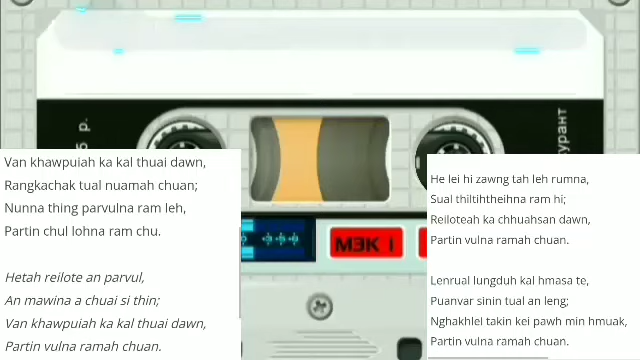 5 р.
курант
МЭК I
Van khawpuiah ka kal thuai dawn,
Rangkachak tual nuamah chuan;
Nunna thing parvulna ram leh,
Partin chul lohna ram chu.
Hetah reilote an parvul,
An mawina a chuai si thin;
Van khawpuiah ka kal thuai dawn,
Partin vulna ramah chuan.
He lei hi zawng tah leh rumna,
Sual thiltihtheihna ram hi;
Reiloteah ka chhuahsan dawn,
Partin vulna ramah chuan.
Lenrual lungduh kal hmasa te,
Puanvar sinin tual an leng;
Nghakhlel takin kei pawh min hmuak,
Partin vulna ramah chuan.